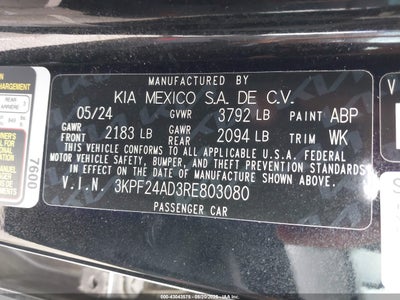 MANUFACTURED BY
KIA MEXICO S.A. DE C.V.
05/24 GVWR 3792 LB PAINT ABP
GAWR FRONT 2183 LB GAWR REAR 2094 LB TRIM WK
THIS VEHICLE CONFORMS TO ALL APPLICABLE U.S.A. FEDERAL
MOTOR VEHICLE SAFETY, BUMPER, AND THEFT PREVENTION STANDARDS
IN EFFECT ON THE DATE OF MANUFACTURE SHOWN ABOVE.
V.I.N. 3KPF24AD3RE803080
PASSENGER CAR
7600
REAR
ARRIÈRE